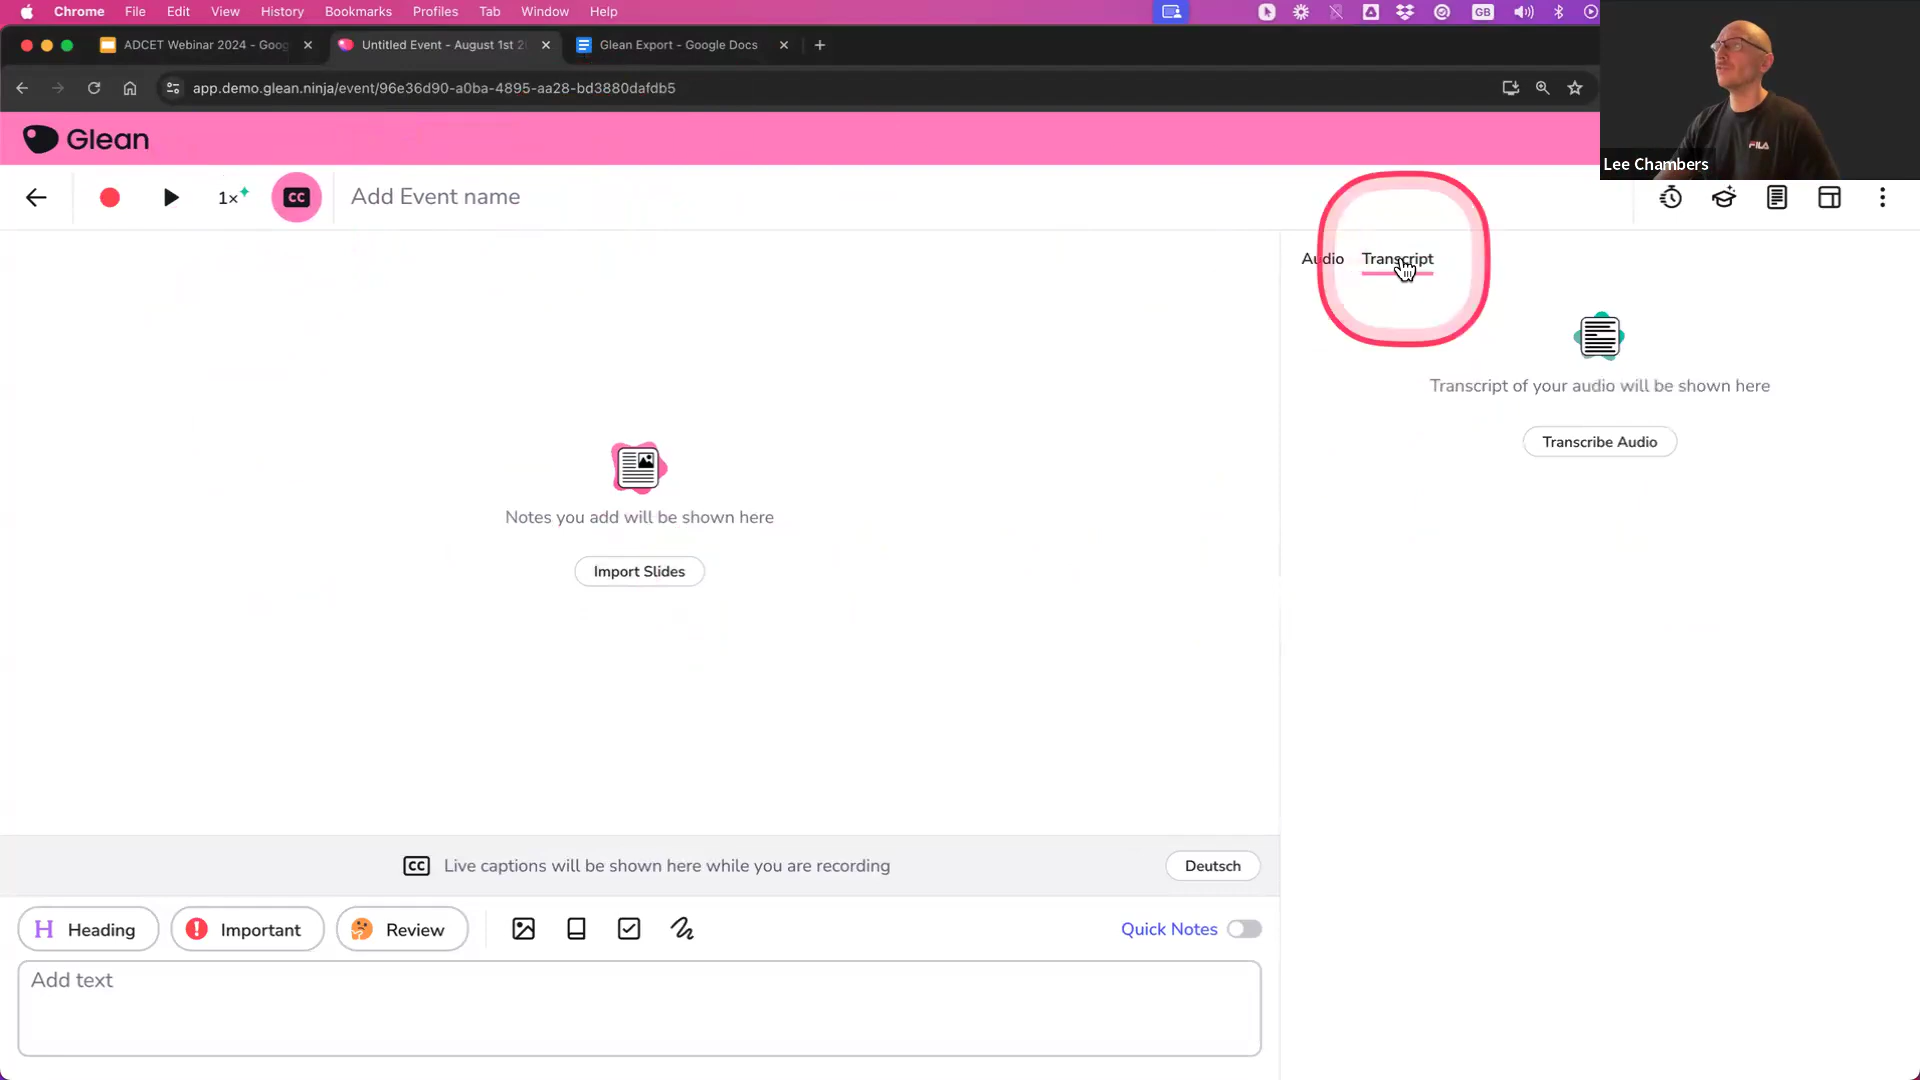 Chrome File Edit View History Bookmarks Profiles Tab Window Help
GB
ADCET Webinar 2024 - Goog
Untitled Event - August 1st 2
Glean Export - Google Docs
app.demo.glean.ninja/event/96e36d90-a0ba-4895-aa28-bd3880dafdb5
FILA
Lee Chambers
Glean
1×
CC
Add Event name
Audio Transcript
Transcript of your audio will be shown here
Transcribe Audio
Notes you add will be shown here
Import Slides
CC Live captions will be shown here while you are recording
Deutsch
H Heading
Important
Review
Quick Notes
Add text